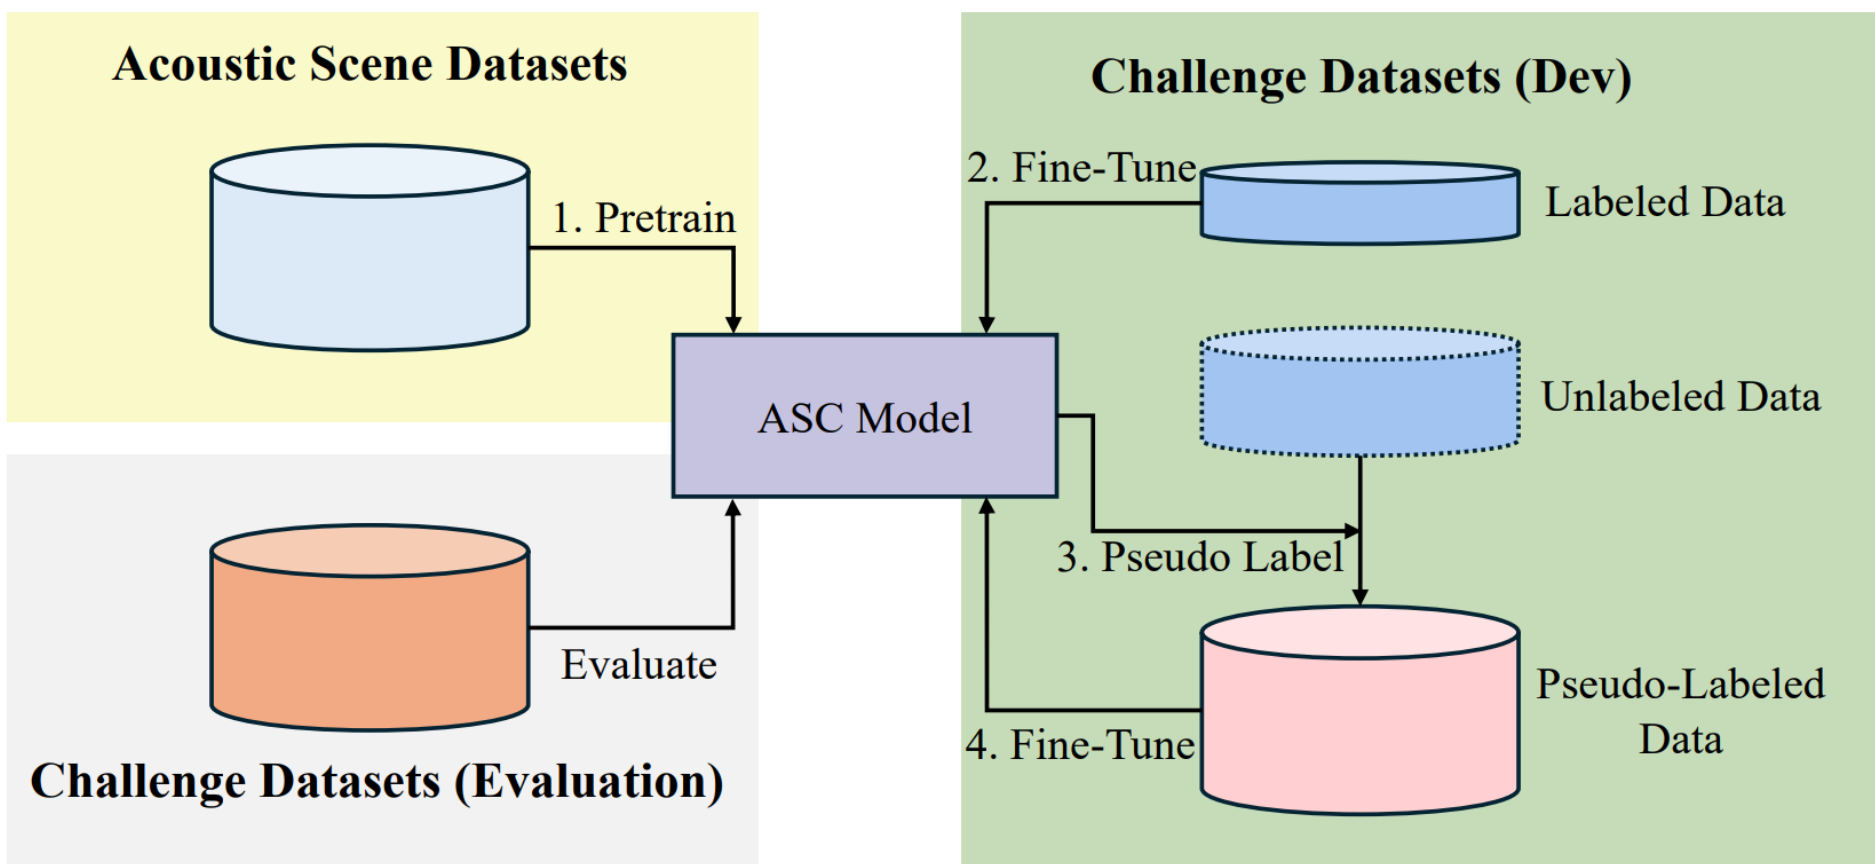 Acoustic Scene Datasets
1. Pretrain
Challenge Datasets (Dev)
2. Fine-Tune
Labeled Data
Unlabeled Data
ASC Model
3. Pseudo Label
4. Fine-Tune
Pseudo-Labeled
Data
Evaluate
Challenge Datasets (Evaluation)